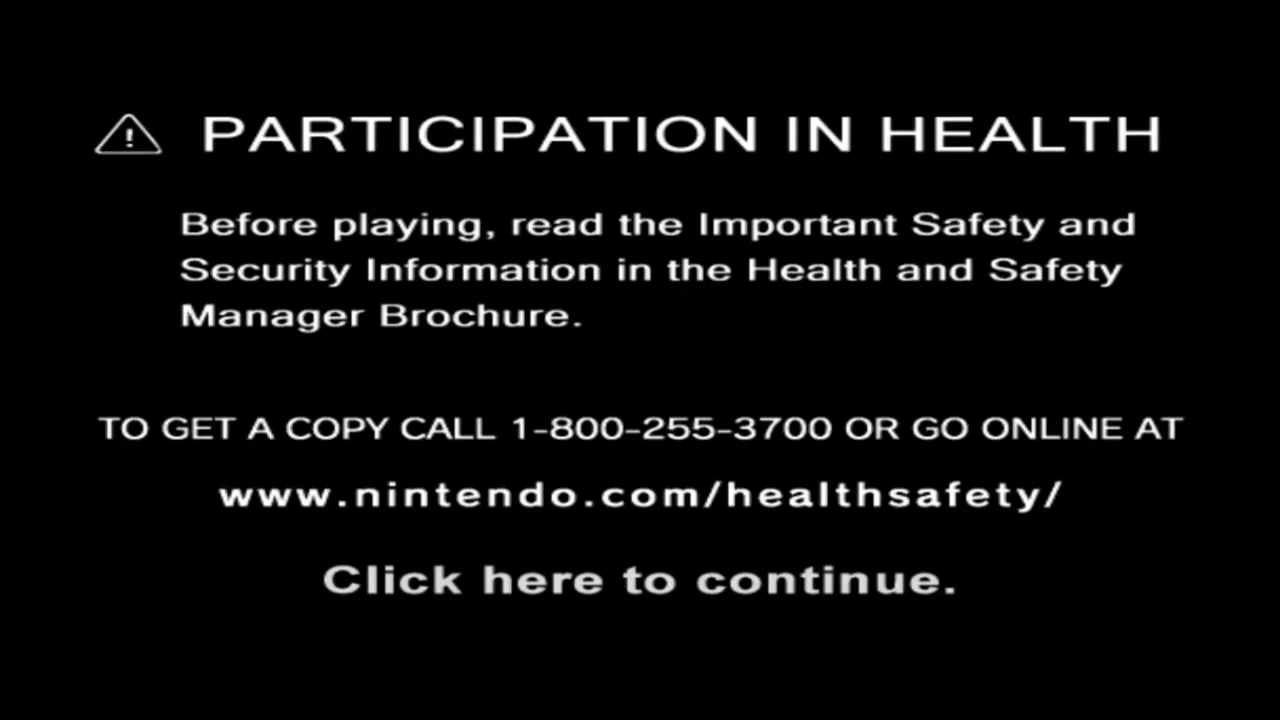 PARTICIPATION IN HEALTH
Before playing, read the Important Safety and
Security Information in the Health and Safety
Manager Brochure.
TO GET A COPY CALL 1-800-255-3700 OR GO ONLINE AT
www.nintendo.com/healthsafety/
Click here to continue.